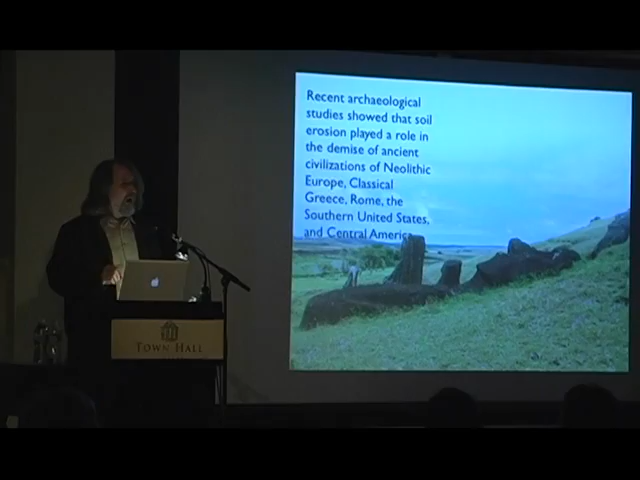 Recent archaeological
studies showed that soil
erosion played a role in
the demise of ancient
civilizations of Neolithic
Europe, Classical
Greece, Rome, the
Southern United States,
and Central America.
TOWN HALL